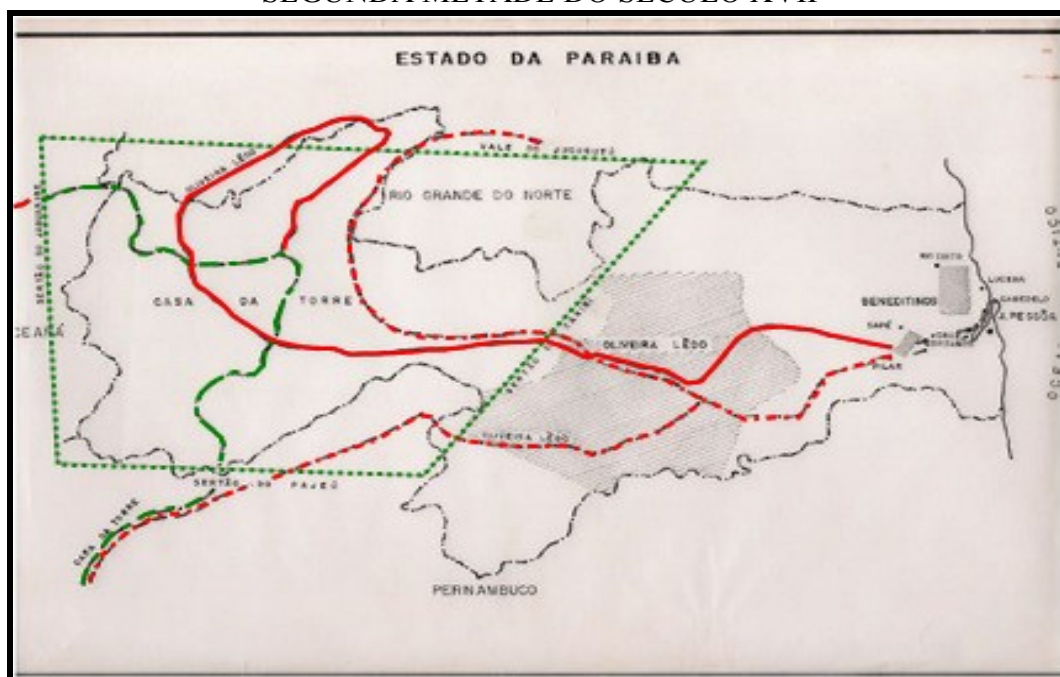 SEGUNDA METADE DO SÉCULO XVII
ESTADO DA PARAIBA
VALE DO
OLIVEIRA LÊDO
RIO GRANDE DO NORTE
SERTÃO DO
CASA DA TORRE
CEARÁ
BENEDITINOS
LUCENA
CABEDELO
J. PESSÔA
SAPÉ
OLIVEIRA LÊDO
PILAR
OLIVEIRA LÊDO
SERTÃO DO PAJEÚ
CASA DA TORRE
PERNAMBUCO